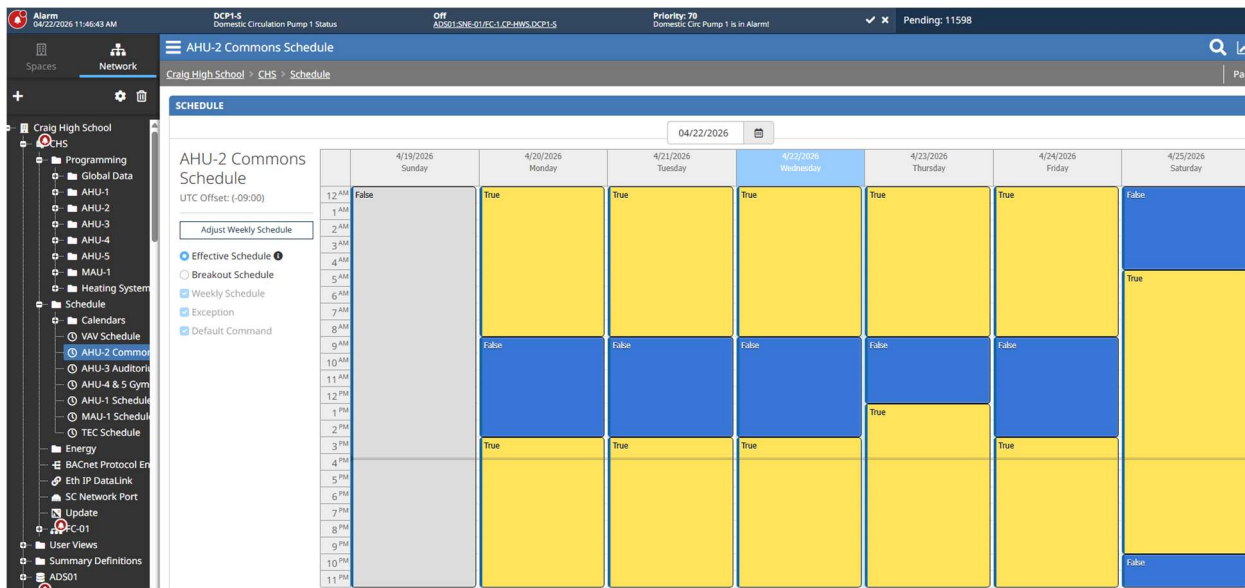 Alarm
04/22/2026 11:46:43 AM
DCP1-S
Domestic Circulation Pump 1 Status
Off
ADS01:SNE-01/FC-1.CP-HWS.DCP1-S
Priority: 70
Domestic Circ Pump 1 is in Alarm!
Pending: 11598
Spaces
Network
AHU-2 Commons Schedule
Craig High School > CHS > Schedule
Pa
SCHEDULE
04/22/2026
Craig High School
CHS
Programming
Global Data
AHU-1
AHU-2
AHU-3
AHU-4
AHU-5
MAU-1
Heating System
Schedule
Calendars
VAV Schedule
AHU-2 Common
AHU-3 Auditoriu
AHU-4 & 5 Gym
AHU-1 Schedule
MAU-1 Schedul
TEC Schedule
Energy
BACnet Protocol En
Eth IP DataLink
SC Network Port
Update
FC-01
User Views
Summary Definitions
ADS01
AHU-2 Commons
Schedule
UTC Offset: (-09:00)
Adjust Weekly Schedule
Effective Schedule
Breakout Schedule
Weekly Schedule
Exception
Default Command
4/19/2026 4/20/2026 4/21/2026 4/22/2026 4/23/2026 4/24/2026 4/25/2026
Sunday Monday Tuesday Wednesday Thursday Friday Saturday
12 AM False True True True True True False
1 AM
2 AM
3 AM
4 AM
5 AM True
6 AM
7 AM
8 AM
9 AM False False False False False
10 AM
11 AM
12 PM
1 PM True
2 PM
3 PM True True True True
4 PM
5 PM
6 PM
7 PM
8 PM
9 PM
10 PM False
11 PM